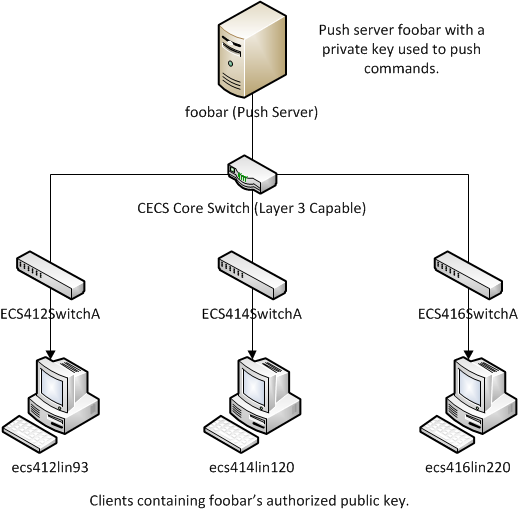 Push server foobar with a
private key used to push
commands.
foobar (Push Server)
CECS Core Switch (Layer 3 Capable)
ECS412SwitchA
ECS414SwitchA
ECS416SwitchA
ecs412lin93
ecs414lin120
ecs416lin220
Clients containing foobar's authorized public key.